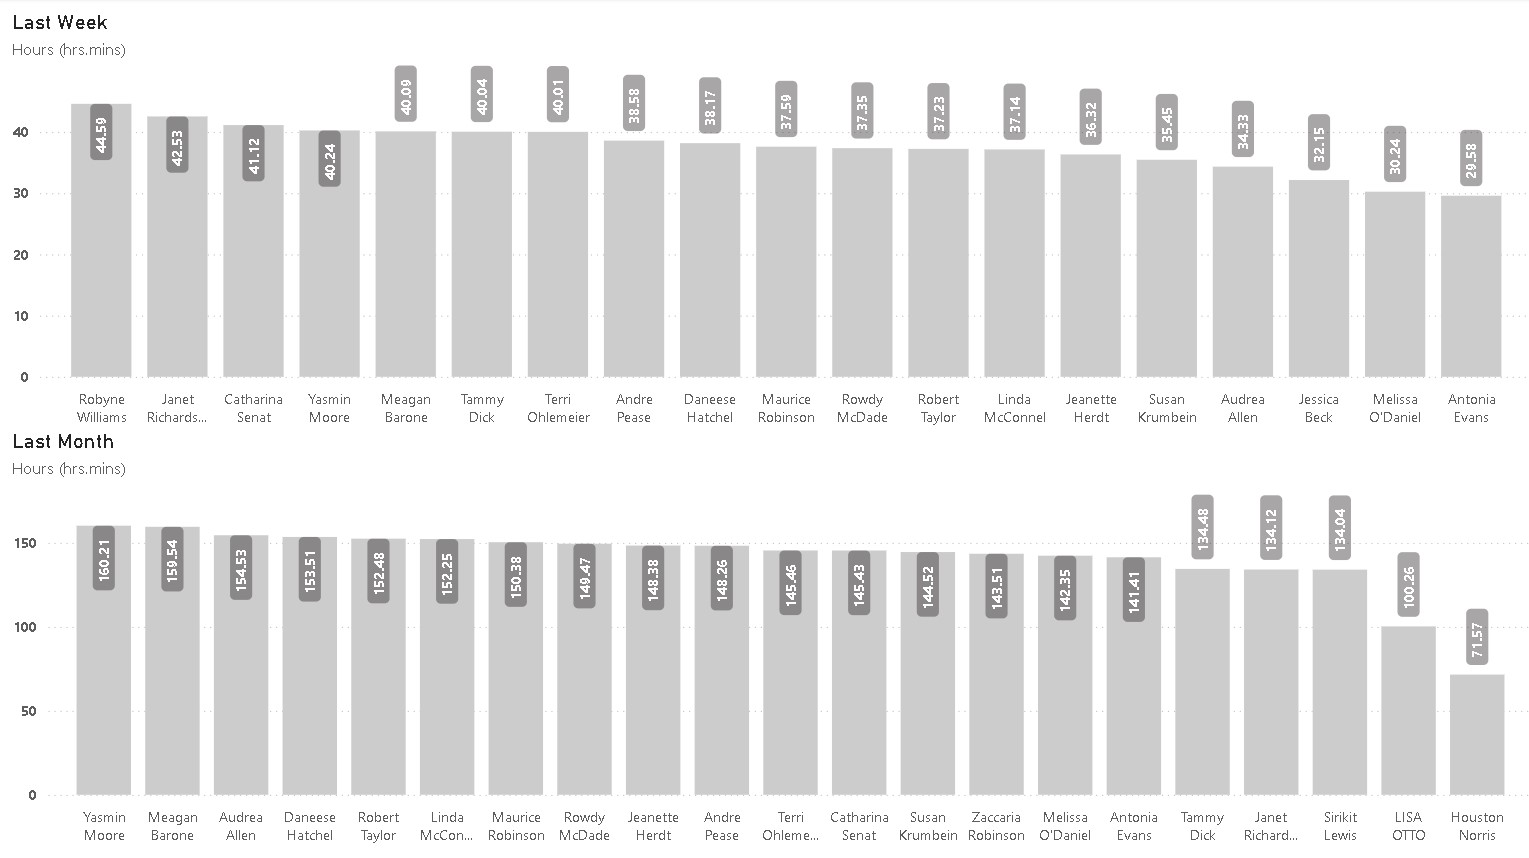 Last Week
Hours (hrs.mins)
40
30
20
10
0
44.59
42.53
41.12
40.24
40.09
40.04
40.01
38.58
38.17
37.59
37.35
37.23
37.14
36.32
35.45
34.33
32.15
30.24
29.58
Robyne Williams
Janet Richards...
Catharina Senat
Yasmin Moore
Meagan Barone
Tammy Dick
Terri Ohlemeier
Andre Pease
Daneese Hatchel
Maurice Robinson
Rowdy McDade
Robert Taylor
Linda McConnel
Jeanette Herdt
Susan Krumbein
Audrea Allen
Jessica Beck
Melissa O'Daniel
Antonia Evans
Last Month
Hours (hrs.mins)
150
100
50
0
160.21
159.54
154.53
153.51
152.48
152.25
150.38
149.47
148.38
148.26
145.46
145.43
144.52
143.51
142.35
141.41
134.48
134.12
134.04
100.26
71.57
Yasmin Moore
Meagan Barone
Audrea Allen
Daneese Hatchel
Robert Taylor
Linda McCon...
Maurice Robinson
Rowdy McDade
Jeanette Herdt
Andre Pease
Terri Ohleme...
Catharina Senat
Susan Krumbein
Zaccaria Robinson
Melissa O'Daniel
Antonia Evans
Tammy Dick
Janet Richard...
Sirikit Lewis
LISA OTTO
Houston Norris